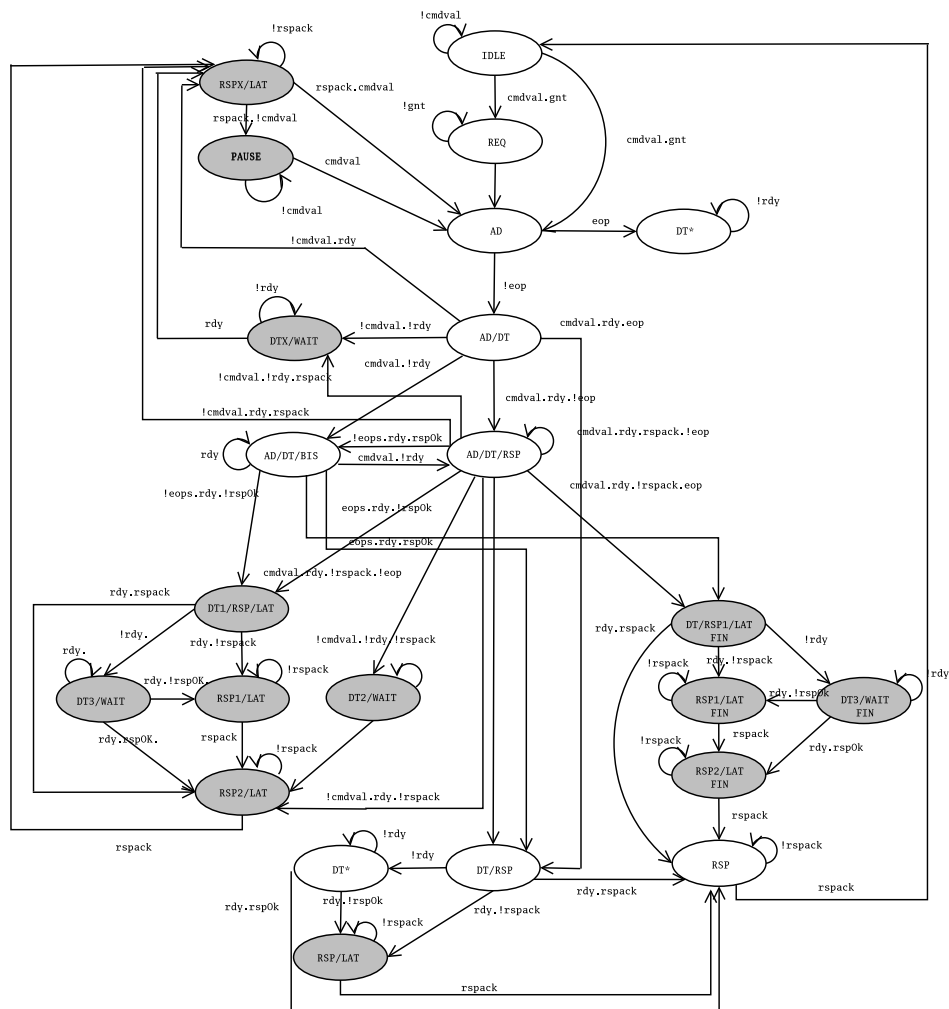 !cmdval
!rspack
IDLE
RSPX/LAT
rspack.cmdval
cmdval.gnt
!gnt
rspack.!cmdval
cmdval.gnt
REQ
PAUSE
cmdval
!rdy
!cmdval
eop
AD
DT*
!cmdval.rdy
!eop
!rdy
rdy
!cmdval.!rdy
AD/DT
cmdval.rdy.eop
DTX/WAIT
cmdval.!rdy
!cmdval.!rdy.rspack
cmdval.rdy.!eop
!cmdval.rdy.rspack
cmdval.rdy.rspack.!eop
!eops.rdy.rspOk
rdy
AD/DT/BIS
cmdval.!rdy
AD/DT/RSP
cmdval.rdy.!rspack.eop
!eops.rdy.!rspOk
eops.rdy.!rspOk
eops.rdy.rspOk
cmdval.rdy.!rspack.!eop
rdy.rspack
DT1/RSP/LAT
DT/RSP1/LAT
FIN
!rdy.
rdy.!rspack
!cmdval.!rdy.!rspack
rdy.rspack
!rdy
rdy.
!rspack
!rspack
rdy.!rspack
!rdy
rdy.!rspOK.
DT3/WAIT
RSP1/LAT
DT2/WAIT
RSP1/LAT
FIN
rdy.!rspOk
DT3/WAIT
FIN
rdy.rspOK.
rspack
rspack
!rspack
!rspack
rdy.rspOk
RSP2/LAT
RSP2/LAT
FIN
!cmdval.rdy.!rspack
rspack
rspack
!rdy
!rdy
DT*
DT/RSP
RSP
!rspack
rdy.rspOk
rdy.!rspOk
rdy.!rspack
rdy.rspack
rspack
!rspack
RSP/LAT
rspack